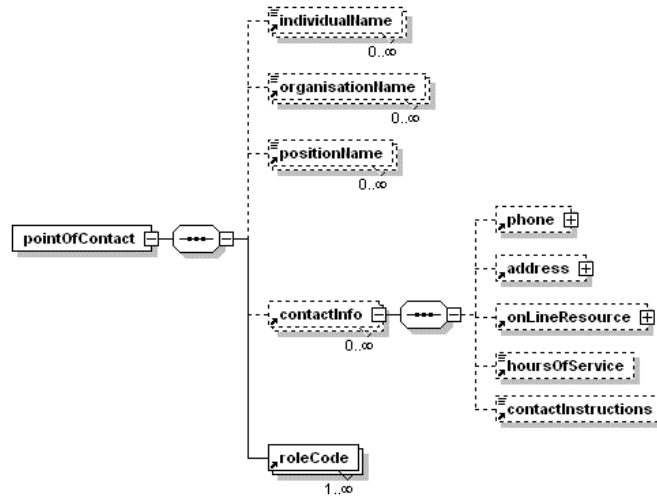 individualName
0..∞
organisationName
0..∞
positionName
0..∞
pointOfContact
contactInfo
0..∞
phone
address
onLineResource
hoursOfService
contactInstructions
roleCode
1..∞